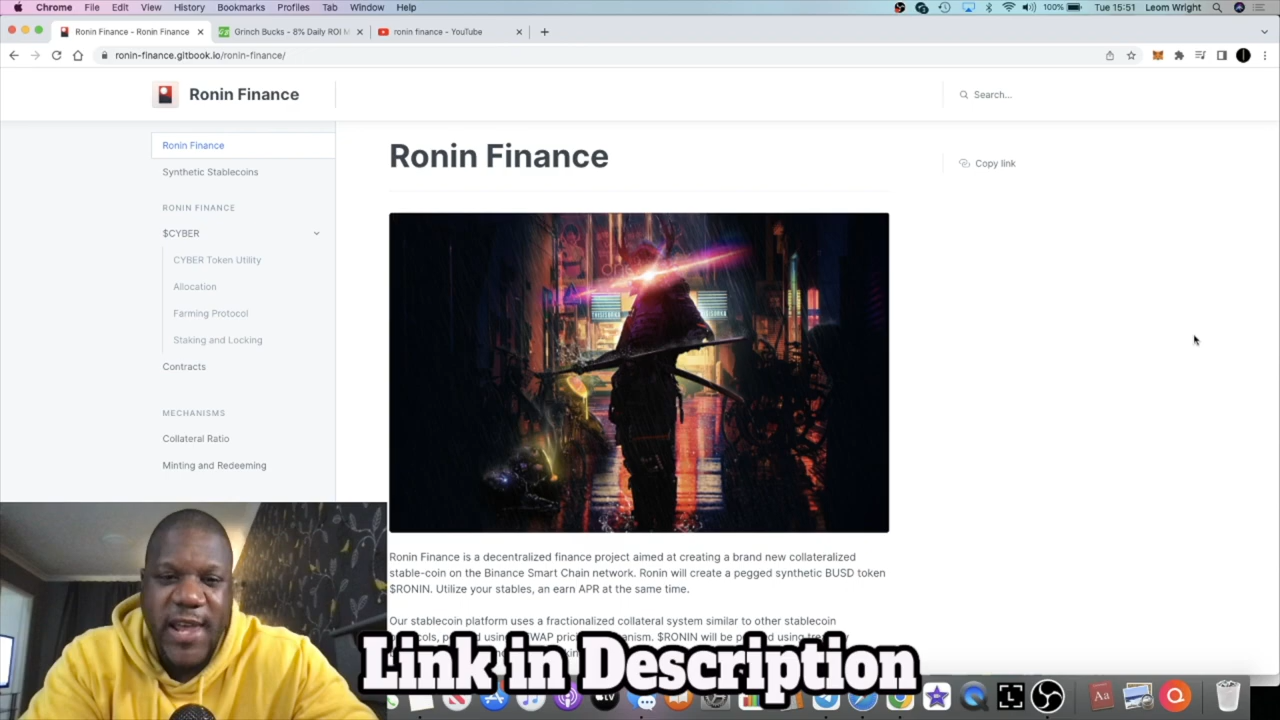 Chrome File Edit View History Bookmarks Profiles Tab Window Help
100% Tue 15:51 Leom Wright
Ronin Finance - Ronin Finance
Grinch Bucks - 8% Daily ROI M
ronin finance - YouTube
ronin-finance.gitbook.io/ronin-finance/
Ronin Finance
Search...
Ronin Finance
Synthetic Stablecoins
RONIN FINANCE
$CYBER
CYBER Token Utility
Allocation
Farming Protocol
Staking and Locking
Contracts
MECHANISMS
Collateral Ratio
Minting and Redeeming
Ronin Finance
Copy link
Ronin Finance is a decentralized finance project aimed at creating a brand new collateralized
stable-coin on the Binance Smart Chain network. Ronin will create a pegged synthetic BUSD token
$RONIN. Utilize your stables, an earn APR at the same time.
Our stablecoin platform uses a fractionalized collateral system similar to other stablecoin
$RONIN will be using
Link in Description
tv
Aa